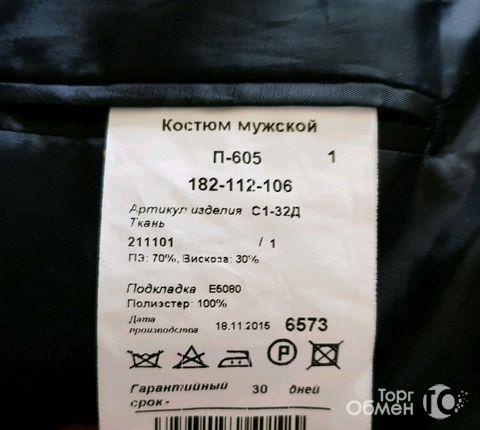 Костюм мужской
П-605 1
182-112-106
Артикул изделия С1-32Д
Ткань
211101 / 1
ПЭ: 70%, Вискоза: 30%
Подкладка Е5080
Полиэстер: 100%
Дата
производства 18.11.2015 6573
P
Гарантийный
срок- 30 дней
Торг
Обмен